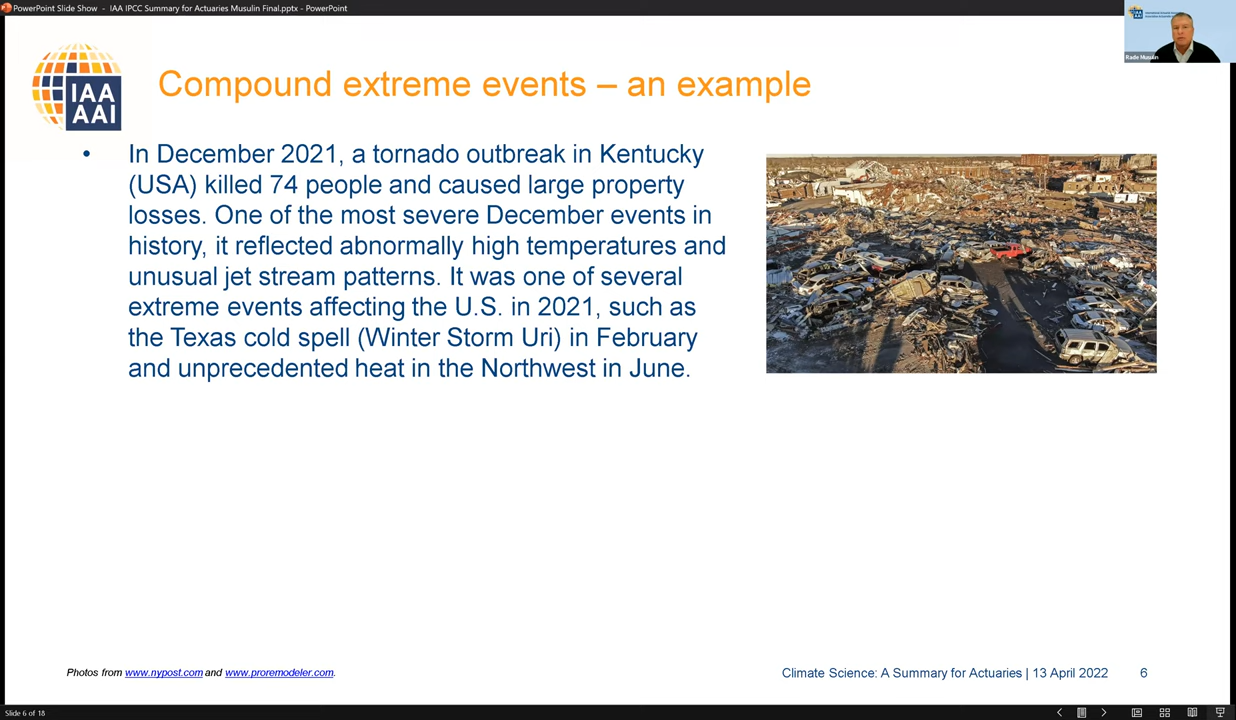 PowerPoint Slide Show - IAA IPCC Summary for Actuaries Musulin Final.pptx - PowerPoint
Rade Musulin
IAA
AAI
Compound extreme events – an example
• In December 2021, a tornado outbreak in Kentucky
(USA) killed 74 people and caused large property
losses. One of the most severe December events in
history, it reflected abnormally high temperatures and
unusual jet stream patterns. It was one of several
extreme events affecting the U.S. in 2021, such as
the Texas cold spell (Winter Storm Uri) in February
and unprecedented heat in the Northwest in June.
Photos from www.nypost.com and www.proremodeler.com.
Climate Science: A Summary for Actuaries | 13 April 2022 6
Slide 6 of 18